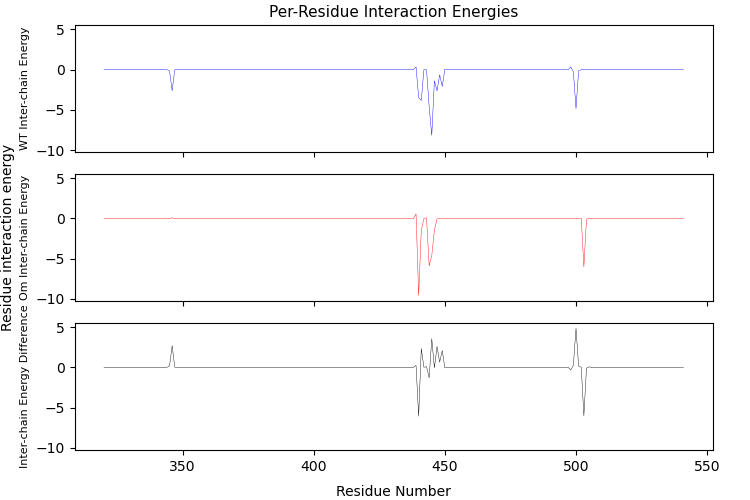 Per-Residue Interaction Energies
WT Inter-chain Energy
5
0
−5
−10
Om Inter-chain Energy
5
0
−5
−10
Residue interaction energy
Inter-chain Energy Difference
5
0
−5
−10
350
400
450
500
550
Residue Number